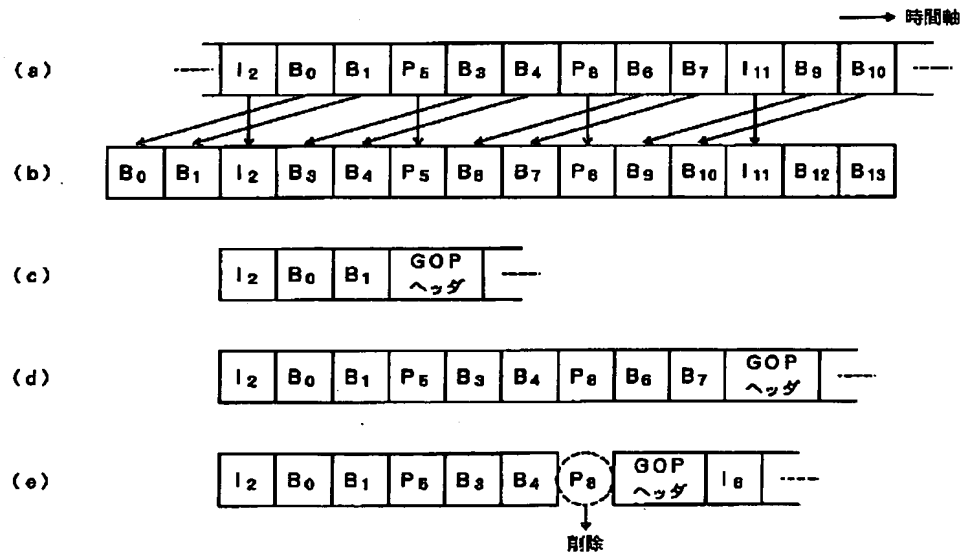 時間軸
(a) I2 B0 B1 P5 B3 B4 P8 B6 B7 I11 B9 B10
(b) B0 B1 I2 B3 B4 P5 B6 B7 P8 B9 B10 I11 B12 B13
(c) I2 B0 B1 GOP
ヘッダ
(d) I2 B0 B1 P5 B3 B4 P8 B6 B7 GOP
ヘッダ
(e) I2 B0 B1 P5 B3 B4 P8 GOP
ヘッダ I8
削除